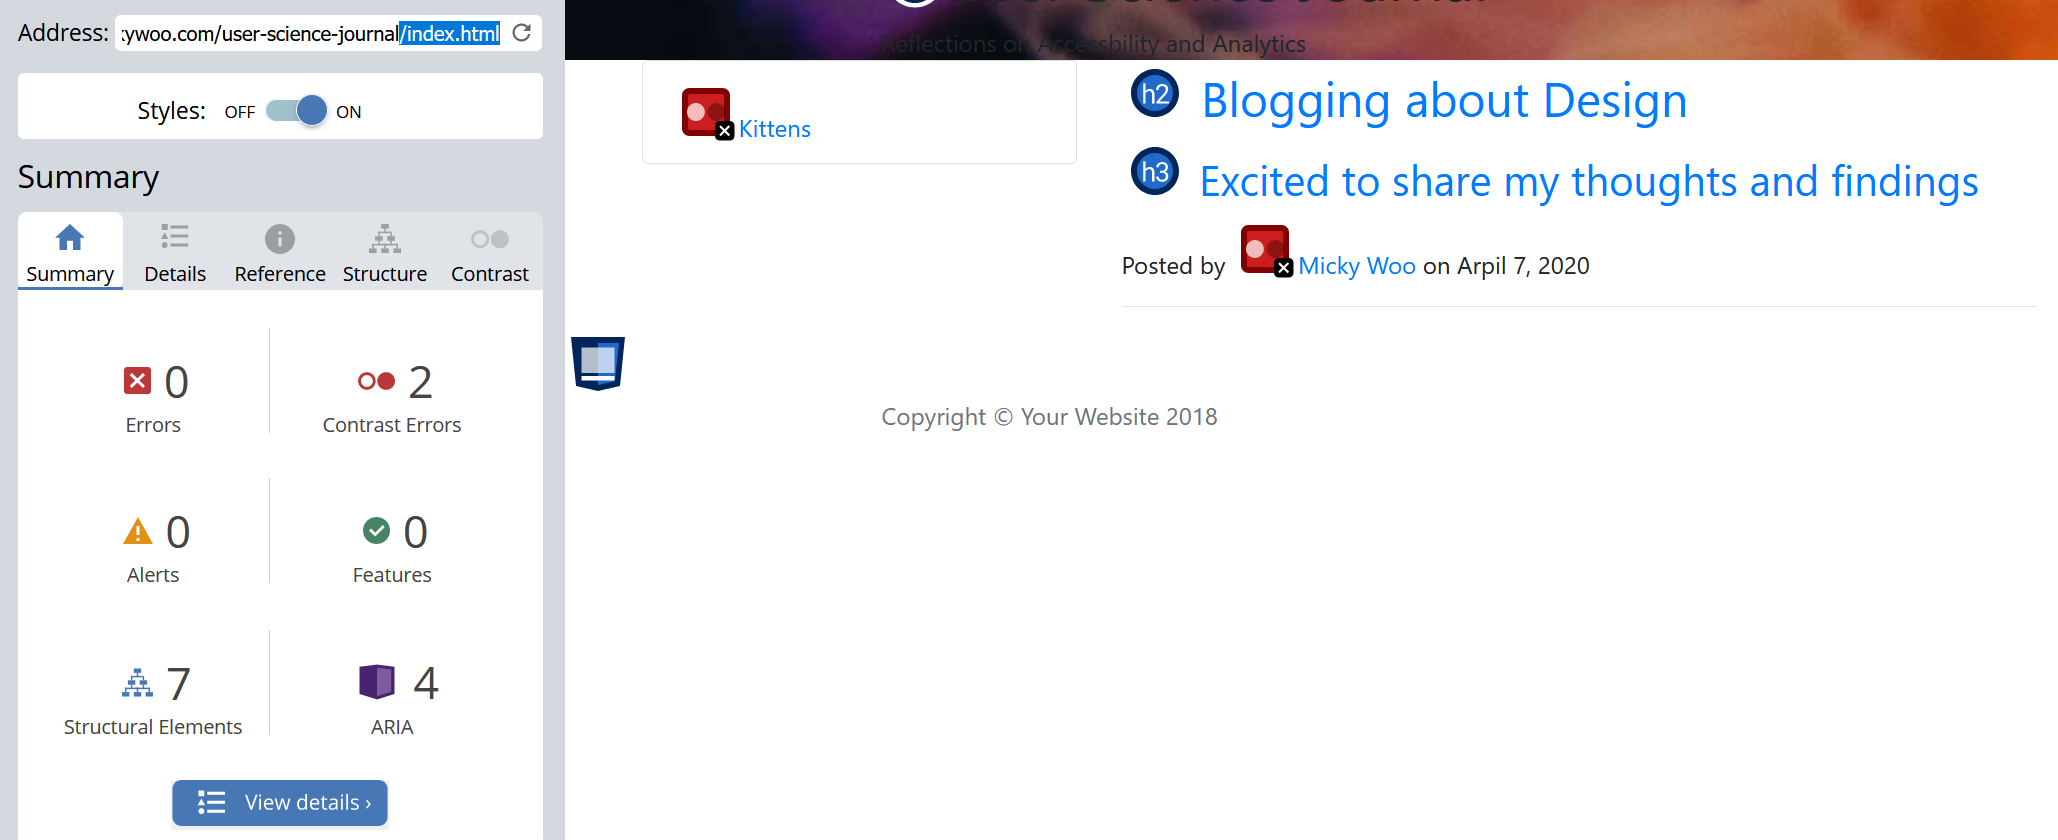 Address: kywoo.com/user-science-journal/index.html
Styles: OFF ON
Summary
Summary Details Reference Structure Contrast
0 Errors
2 Contrast Errors
0 Alerts
0 Features
7 Structural Elements
4 ARIA
View details ›
Reflections on Accessbility and Analytics
Kittens
h2 Blogging about Design
h3 Excited to share my thoughts and findings
Posted by Micky Woo on Arpil 7, 2020
Copyright © Your Website 2018